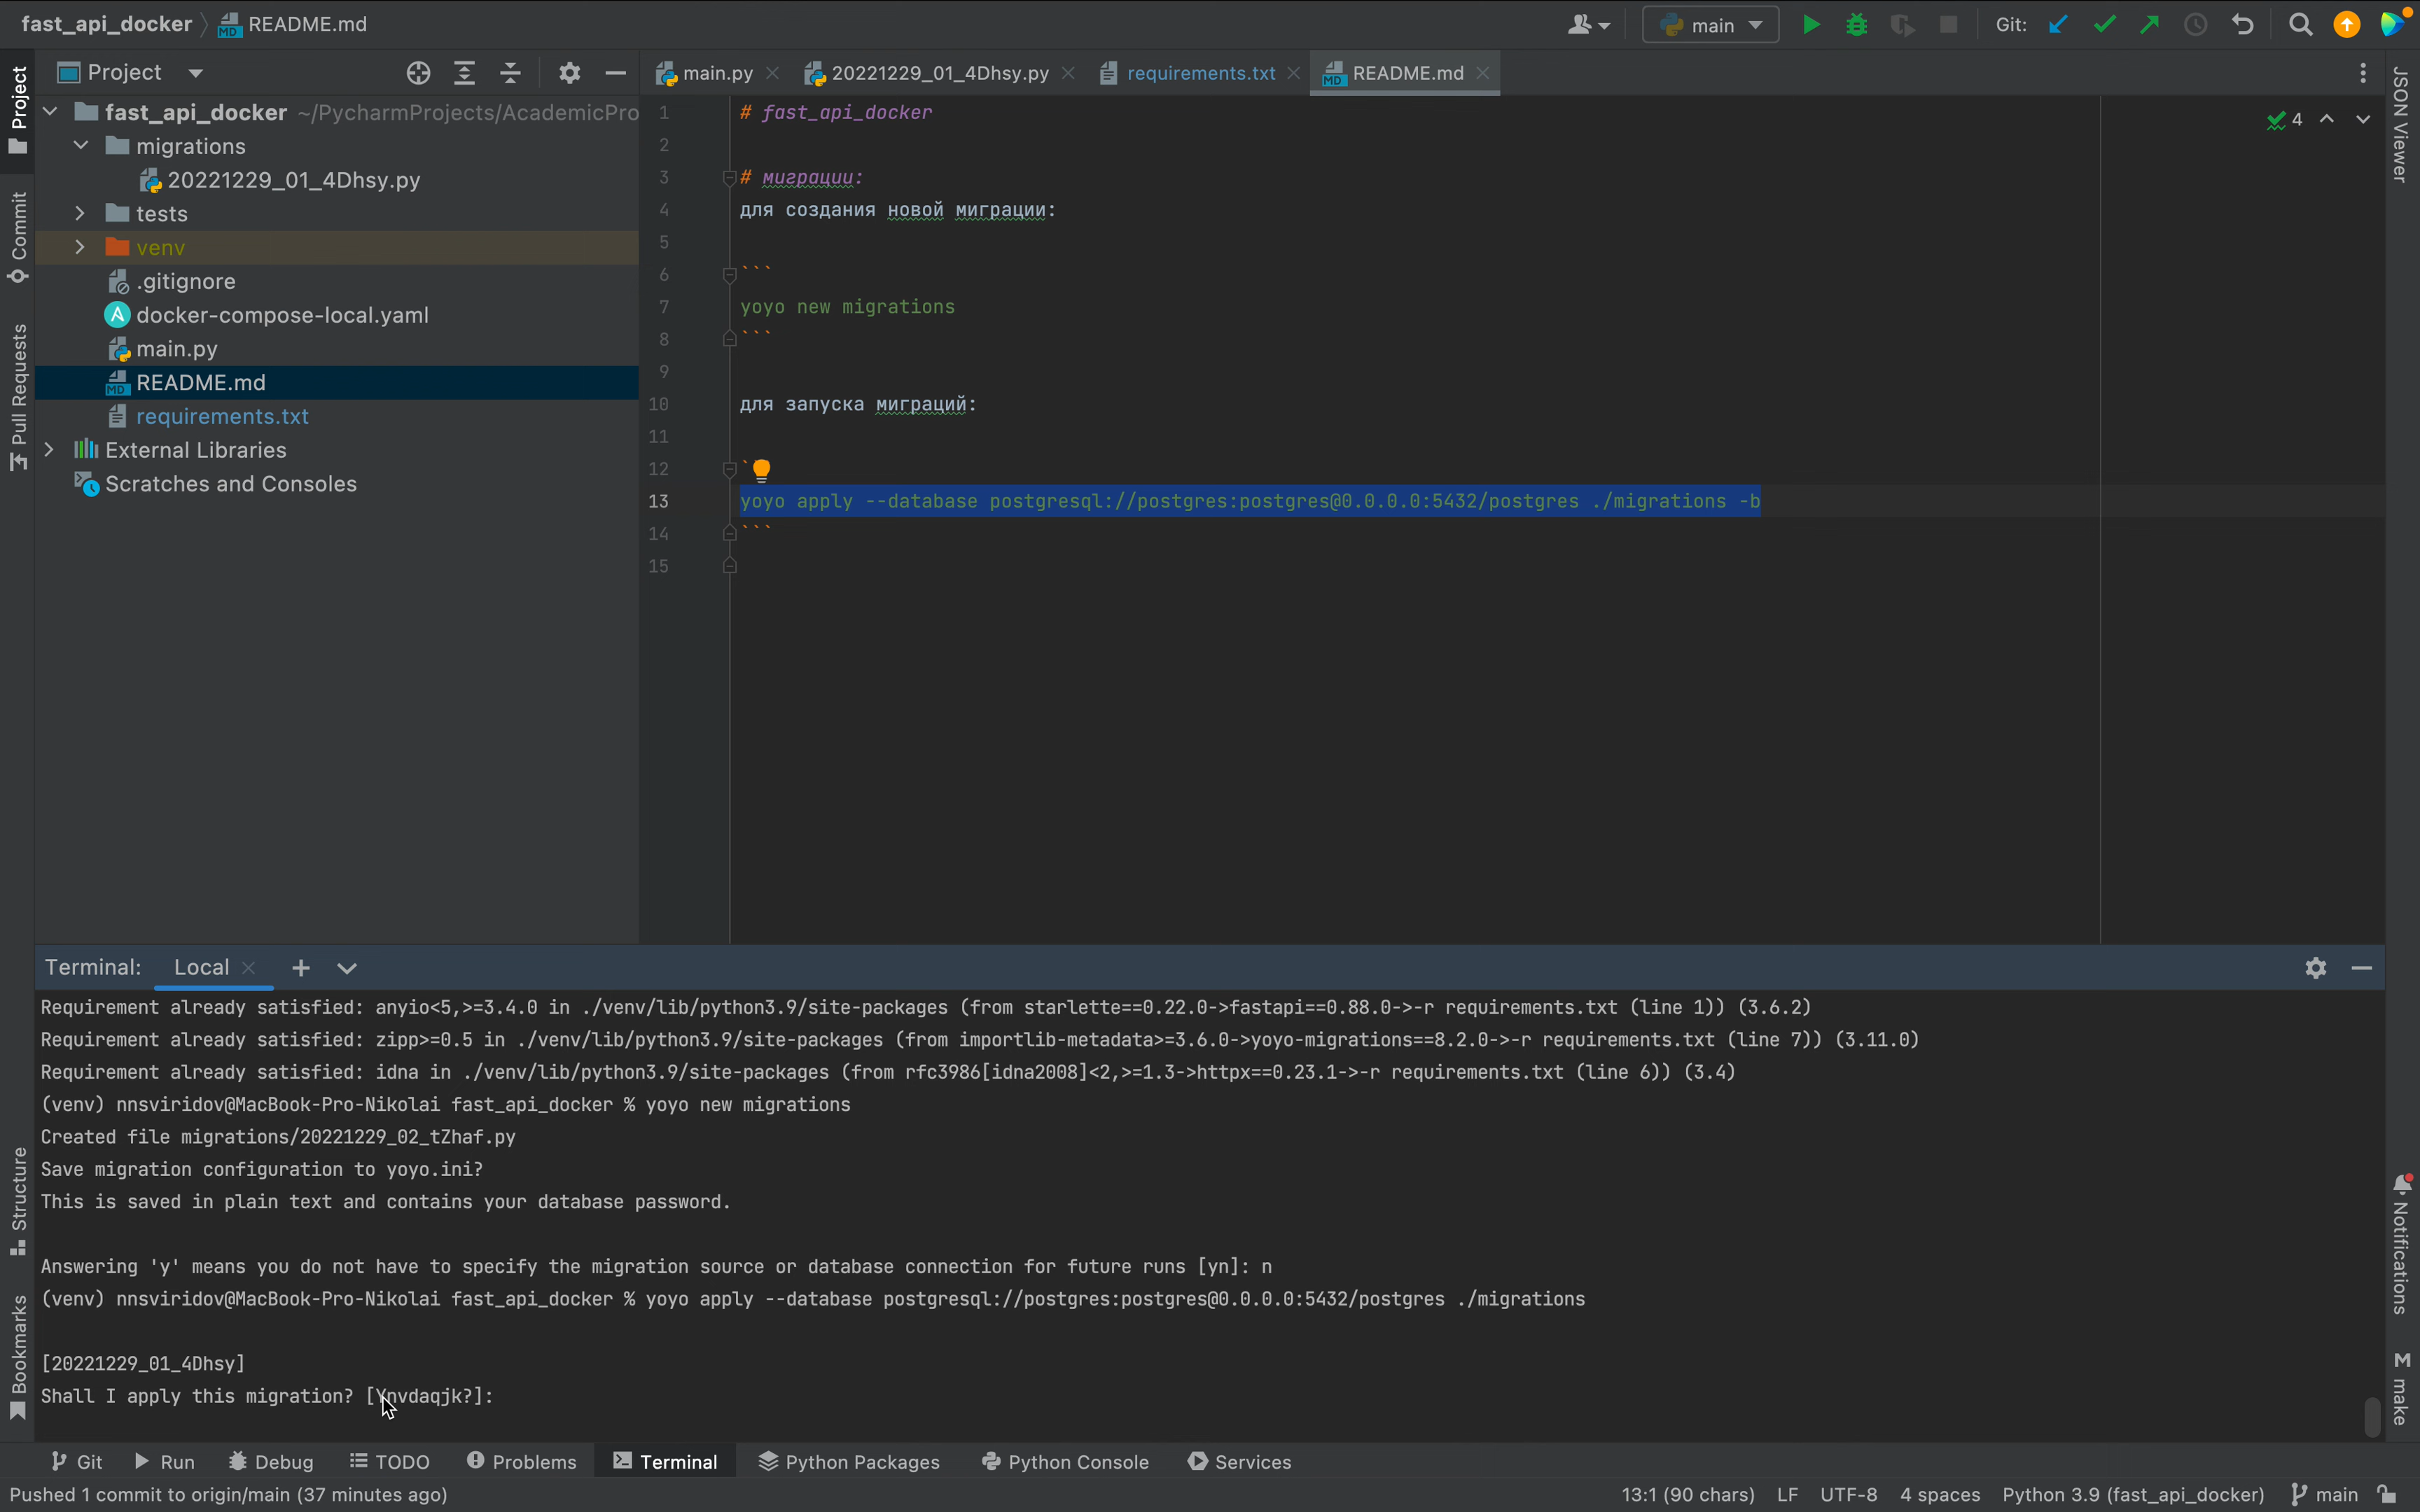 fast_api_docker README.md
main
Git:
Project
main.py
20221229_01_4Dhsy.py
requirements.txt
README.md
fast_api_docker ~/PycharmProjects/AcademicPro
migrations
20221229_01_4Dhsy.py
tests
venv
.gitignore
docker-compose-local.yaml
main.py
README.md
requirements.txt
External Libraries
Scratches and Consoles
Project
Commit
Pull Requests
Structure
Bookmarks
1 # fast_api_docker
2
3 # миграции:
4 для создания новой миграции:
5
6 ```
7 yoyo new migrations
8 ```
9
10 для запуска миграций:
11
12 `
13 yoyo apply --database postgresql://postgres:postgres@0.0.0.0:5432/postgres ./migrations -b
14 ```
15
4
JSON Viewer
Notifications
make
Terminal: Local
Requirement already satisfied: anyio<5,>=3.4.0 in ./venv/lib/python3.9/site-packages (from starlette==0.22.0->fastapi==0.88.0->-r requirements.txt (line 1)) (3.6.2)
Requirement already satisfied: zipp>=0.5 in ./venv/lib/python3.9/site-packages (from importlib-metadata>=3.6.0->yoyo-migrations==8.2.0->-r requirements.txt (line 7)) (3.11.0)
Requirement already satisfied: idna in ./venv/lib/python3.9/site-packages (from rfc3986[idna2008]<2,>=1.3->httpx==0.23.1->-r requirements.txt (line 6)) (3.4)
(venv) nnsviridov@MacBook-Pro-Nikolai fast_api_docker % yoyo new migrations
Created file migrations/20221229_02_tZhaf.py
Save migration configuration to yoyo.ini?
This is saved in plain text and contains your database password.
Answering 'y' means you do not have to specify the migration source or database connection for future runs [yn]: n
(venv) nnsviridov@MacBook-Pro-Nikolai fast_api_docker % yoyo apply --database postgresql://postgres:postgres@0.0.0.0:5432/postgres ./migrations
[20221229_01_4Dhsy]
Shall I apply this migration? [Ynvdaqjk?]:
Git Run Debug TODO Problems Terminal Python Packages Python Console Services
Pushed 1 commit to origin/main (37 minutes ago)
13:1 (90 chars) LF UTF-8 4 spaces Python 3.9 (fast_api_docker) main